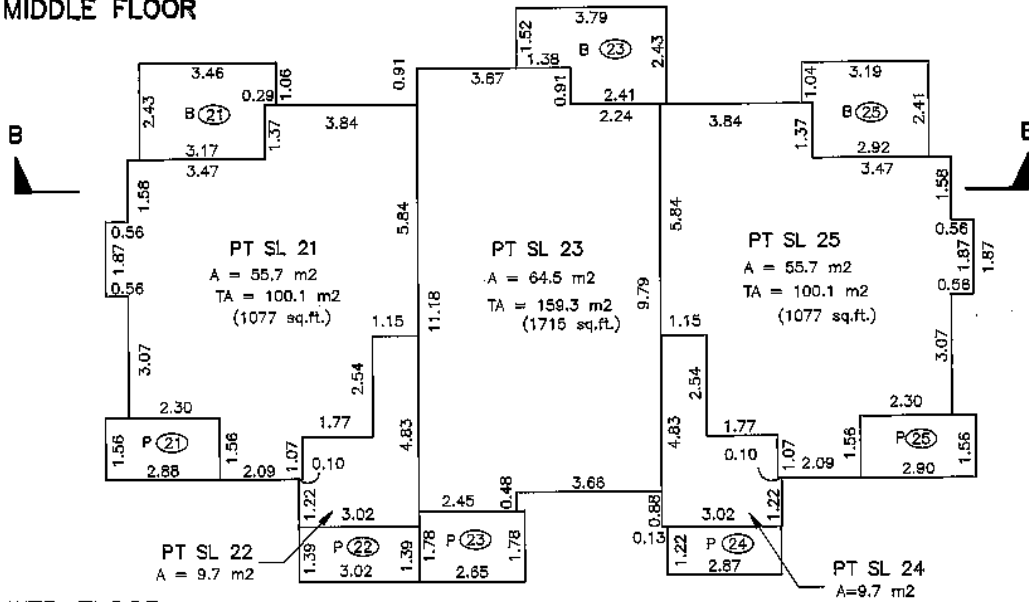 MIDDLE FLOOR
3.79
1.52
B 23
2.43
1.38
3.46
1.06
0.91
3.67
0.91
2.41
2.24
1.04
3.19
0.29
2.43
B 21
1.37
3.84
3.84
1.37
B 25
2.41
B
3.17
3.47
2.92
3.47
B
1.58
1.58
0.56
0.56
1.87
5.84
5.84
1.87
1.87
PT SL 21
A = 55.7 m2
TA = 100.1 m2
(1077 sq.ft.)
PT SL 23
A = 64.5 m2
TA = 159.3 m2
(1715 sq.ft.)
PT SL 25
A = 55.7 m2
TA = 100.1 m2
(1077 sq.ft.)
0.56
0.58
11.18
9.79
1.15
1.15
3.07
2.54
2.54
3.07
2.30
2.30
1.77
1.77
4.83
4.83
1.56
P 21
1.56
1.07
0.10
0.10
1.07
1.56
P 25
1.56
2.88
2.09
2.09
2.90
0.48
3.66
2.45
0.88
1.22
3.02
3.02
1.22
0.13
PT SL 22
A = 9.7 m2
1.39
P 22
1.39
3.02
1.78
P 23
1.78
2.65
1.22
P 24
2.87
PT SL 24
A=9.7 m2